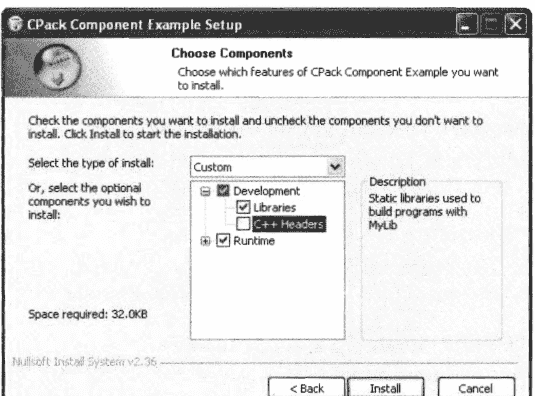 CPack Component Example Setup
Choose Components
Choose which features of CPack Component Example you want
to install.
Check the components you want to install and uncheck the components you don't want to
install. Click Install to start the installation.
Select the type of install:
Custom
Or, select the optional
components you wish to
install:
Development
Libraries
C++ Headers
Runtime
Description
Static libraries used to
build programs with
MyLib
Space required: 32.0KB
Nullsoft Install System v2.36
< Back
Install
Cancel